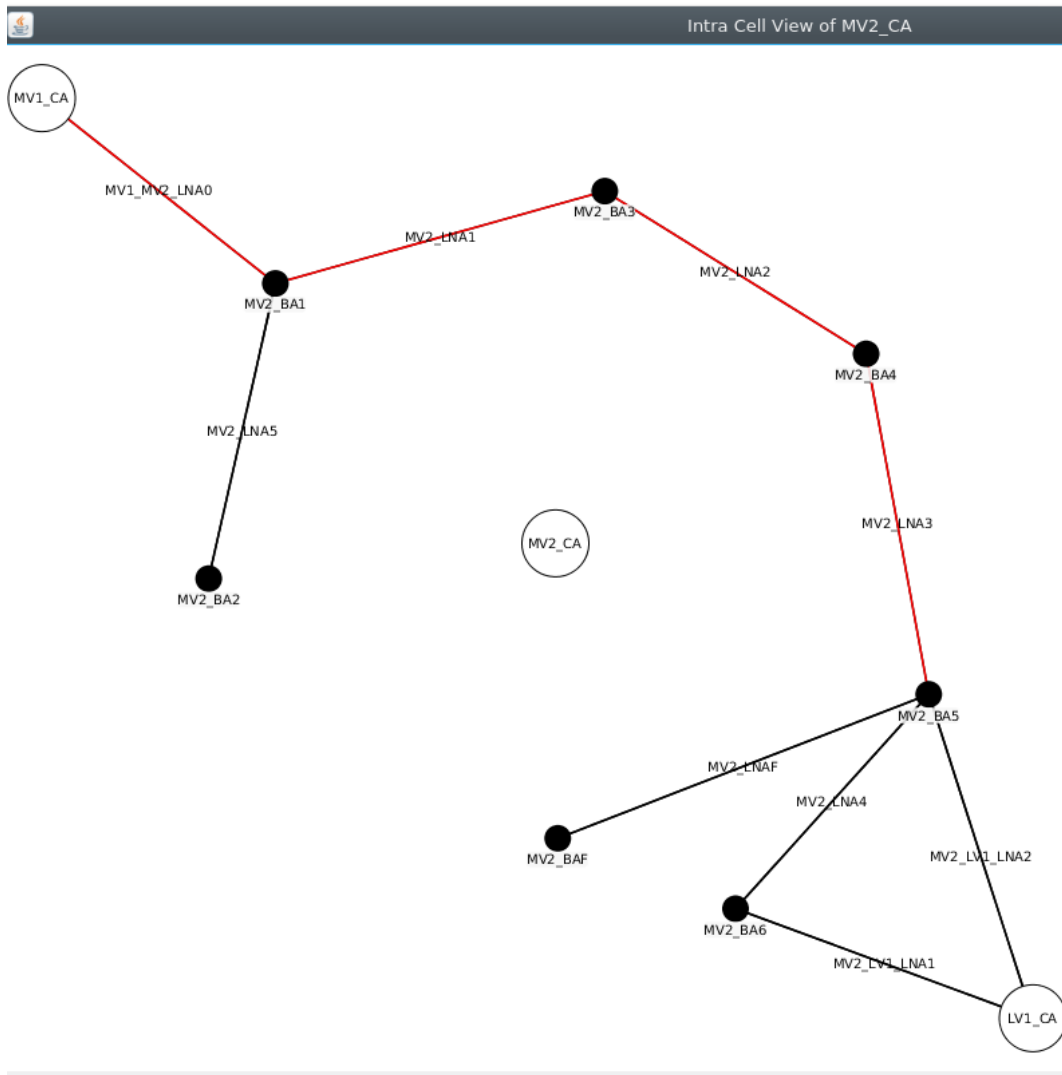 Intra Cell View of MV2_CA
MV1_CA
MV1_MV2_LNA0
MV2_BA3
MV2_LNA1
MV2_LNA2
MV2_BA1
MV2_BA4
MV2_LNA5
MV2_LNA3
MV2_CA
MV2_BA2
MV2_BA5
MV2_LNAF
MV2_LNA4
MV2_BAF
MV2_LV1_LNA2
MV2_BA6
MV2_LV1_LNA1
LV1_CA